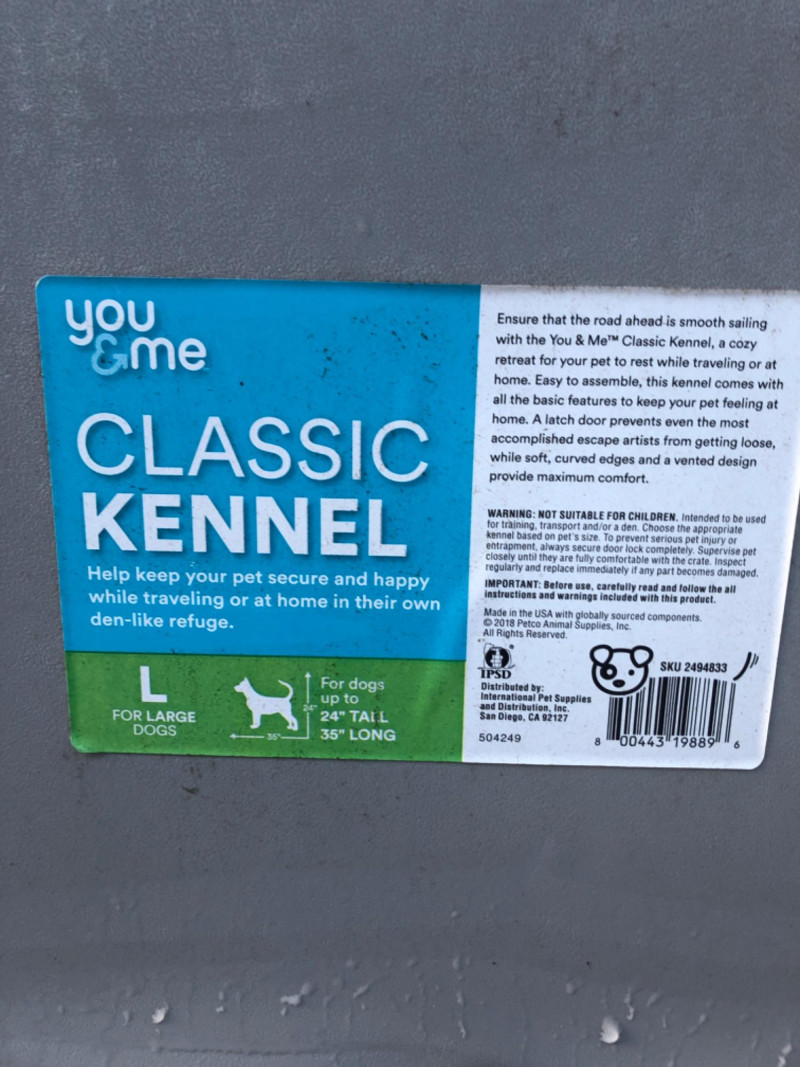 you
& me
CLASSIC
KENNEL
Help keep your pet secure and happy
while traveling or at home in their own
den-like refuge.
L
FOR LARGE
DOGS
24"
35"
For dogs
up to
24" TALL
35" LONG
Ensure that the road ahead is smooth sailing
with the You & Me™ Classic Kennel, a cozy
retreat for your pet to rest while traveling or at
home. Easy to assemble, this kennel comes with
all the basic features to keep your pet feeling at
home. A latch door prevents even the most
accomplished escape artists from getting loose,
while soft, curved edges and a vented design
provide maximum comfort.
WARNING: NOT SUITABLE FOR CHILDREN. Intended to be used
for training, transport and/or a den. Choose the appropriate
kennel based on pet's size. To prevent serious pet injury or
entrapment, always secure door lock completely. Supervise pet
closely until they are fully comfortable with the crate. Inspect
regularly and replace immediately if any part becomes damaged.
IMPORTANT: Before use, carefully read and follow the all
instructions and warnings included with this product.
Made in the USA with globally sourced components.
© 2018 Petco Animal Supplies, Inc.
All Rights Reserved.
IPSD
Distributed by:
International Pet Supplies
and Distribution, Inc.
San Diego, CA 92127
504249
SKU 2494833
8 00443 19889 6